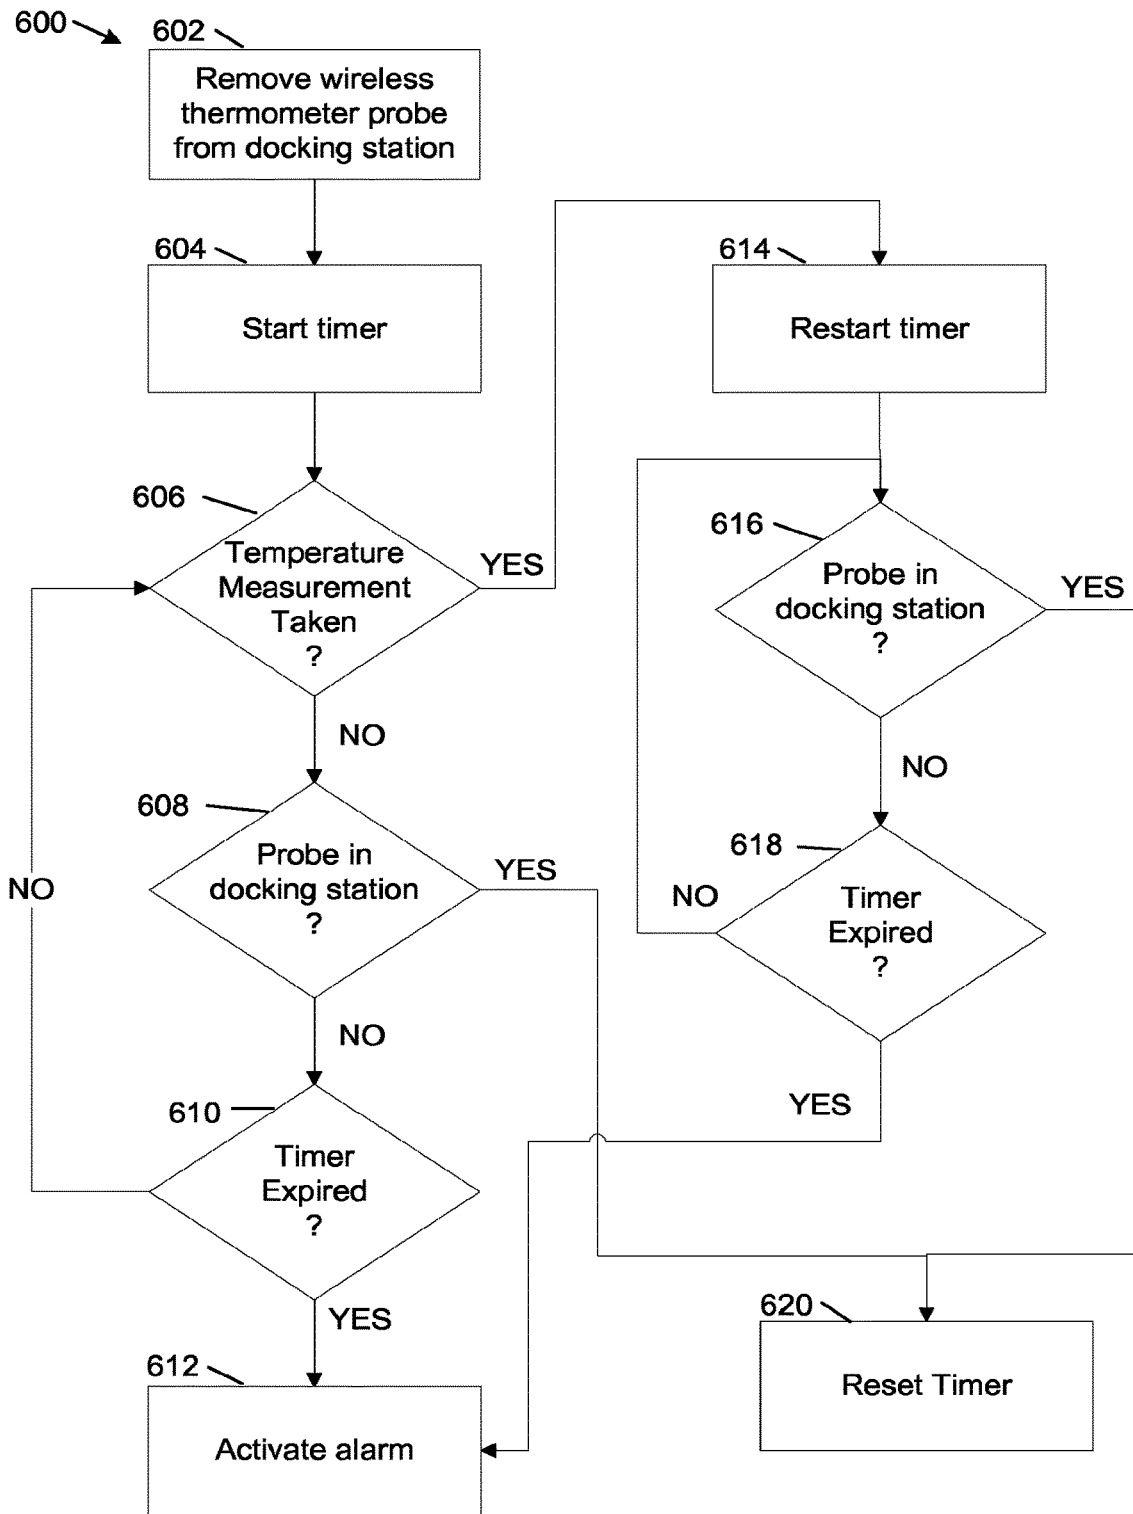 600
602
Remove wireless
thermometer probe
from docking station
604
Start timer
606
Temperature
Measurement
Taken
?
YES
NO
608
Probe in
docking station
?
YES
NO
NO
610
Timer
Expired
?
YES
612
Activate alarm
614
Restart timer
616
Probe in
docking station
?
YES
NO
618
Timer
Expired
?
NO
YES
620
Reset Timer